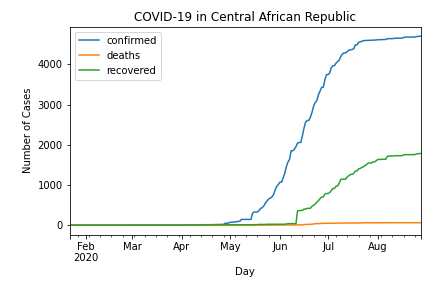 COVID-19 in Central African Republic
confirmed
deaths
recovered
Number of Cases
4000
3000
2000
1000
0
Feb Mar Apr May Jun Jul Aug
2020
Day